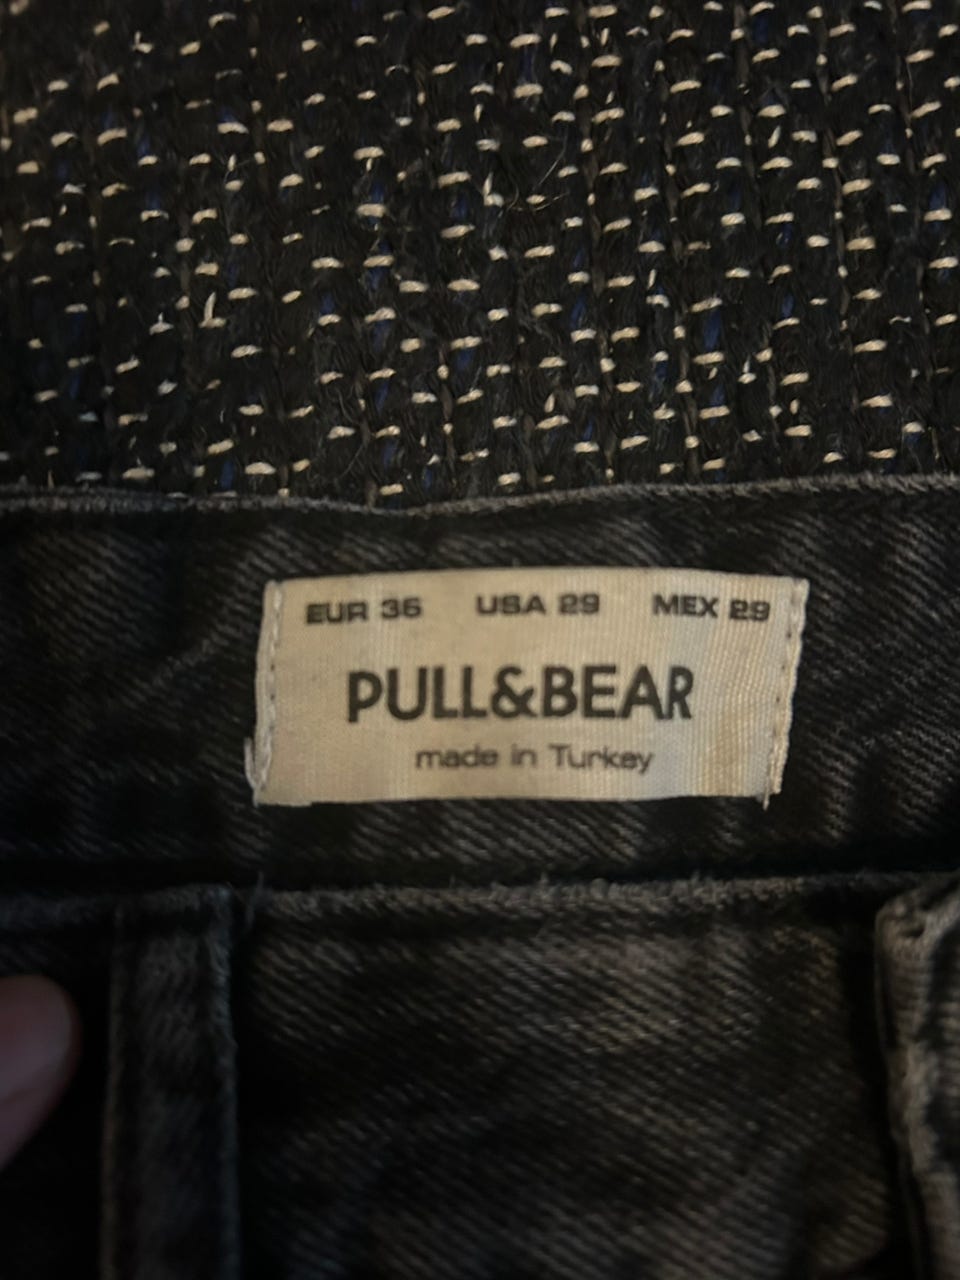 EUR 36 USA 29 MEX 29
PULL&BEAR
made in Turkey